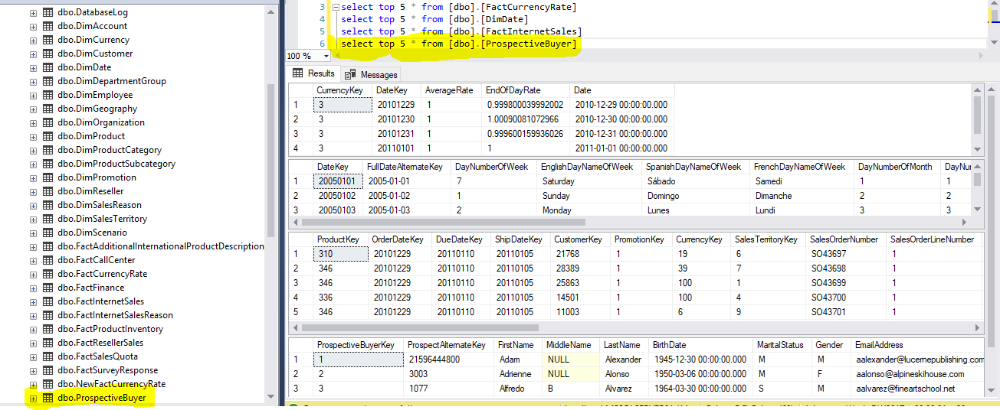 dbo.DatabaseLog
dbo.DimAccount
dbo.DimCurrency
dbo.DimCustomer
dbo.DimDate
dbo.DimDepartmentGroup
dbo.DimEmployee
dbo.DimGeography
dbo.DimOrganization
dbo.DimProduct
dbo.DimProductCategory
dbo.DimProductSubcategory
dbo.DimPromotion
dbo.DimReseller
dbo.DimSalesReason
dbo.DimSalesTerritory
dbo.DimScenario
dbo.FactAdditionalInternationalProductDescription
dbo.FactCallCenter
dbo.FactCurrencyRate
dbo.FactFinance
dbo.FactInternetSales
dbo.FactInternetSalesReason
dbo.FactProductInventory
dbo.FactResellerSales
dbo.FactSalesQuota
dbo.FactSurveyResponse
dbo.NewFactCurrencyRate
dbo.ProspectiveBuyer
3 select top 5 * from [dbo].[FactCurrencyRate]
4 select top 5 * from [dbo].[DimDate]
5 select top 5 * from [dbo].[FactInternetSales]
6 select top 5 * from [dbo].[ProspectiveBuyer]
100 %
Results Messages
CurrencyKey DateKey AverageRate EndOfDayRate Date
1 3 20101229 1 0.999800039992002 2010-12-29 00:00:00.000
2 3 20101230 1 1.00090081072966 2010-12-30 00:00:00.000
3 3 20101231 1 0.999600159936026 2010-12-31 00:00:00.000
4 3 20110101 1 1 2011-01-01 00:00:00.000
DateKey FullDateAlternateKey DayNumberOfWeek EnglishDayNameOfWeek SpanishDayNameOfWeek FrenchDayNameOfWeek DayNumberOfMonth
1 20050101 2005-01-01 7 Saturday Sábado Samedi 1 1
2 20050102 2005-01-02 1 Sunday Domingo Dimanche 2 2
3 20050103 2005-01-03 2 Monday Lunes Lundi 3 3
ProductKey OrderDateKey DueDateKey ShipDateKey CustomerKey PromotionKey CurrencyKey SalesTerritoryKey SalesOrderNumber SalesOrderLineNumber
1 310 20101229 20110110 20110105 21768 1 19 6 SO43697 1
2 346 20101229 20110110 20110105 28389 1 39 7 SO43698 1
3 346 20101229 20110110 20110105 25863 1 100 1 SO43699 1
4 336 20101229 20110110 20110105 14501 1 100 4 SO43700 1
5 346 20101229 20110110 20110105 11003 1 6 9 SO43701 1
ProspectiveBuyerKey ProspectAlternateKey FirstName MiddleName LastName BirthDate MaritalStatus Gender EmailAddress
1 1 21596444800 Adam NULL Alexander 1945-12-30 00:00:00.000 M M aalexander@lucernepublishing.com
2 2 3003 Adrienne NULL Alonso 1950-03-06 00:00:00.000 M F aalonso@alpineskihouse.com
3 3 1077 Alfredo B Alvarez 1964-03-30 00:00:00.000 S M aalvarez@fineartschool.net